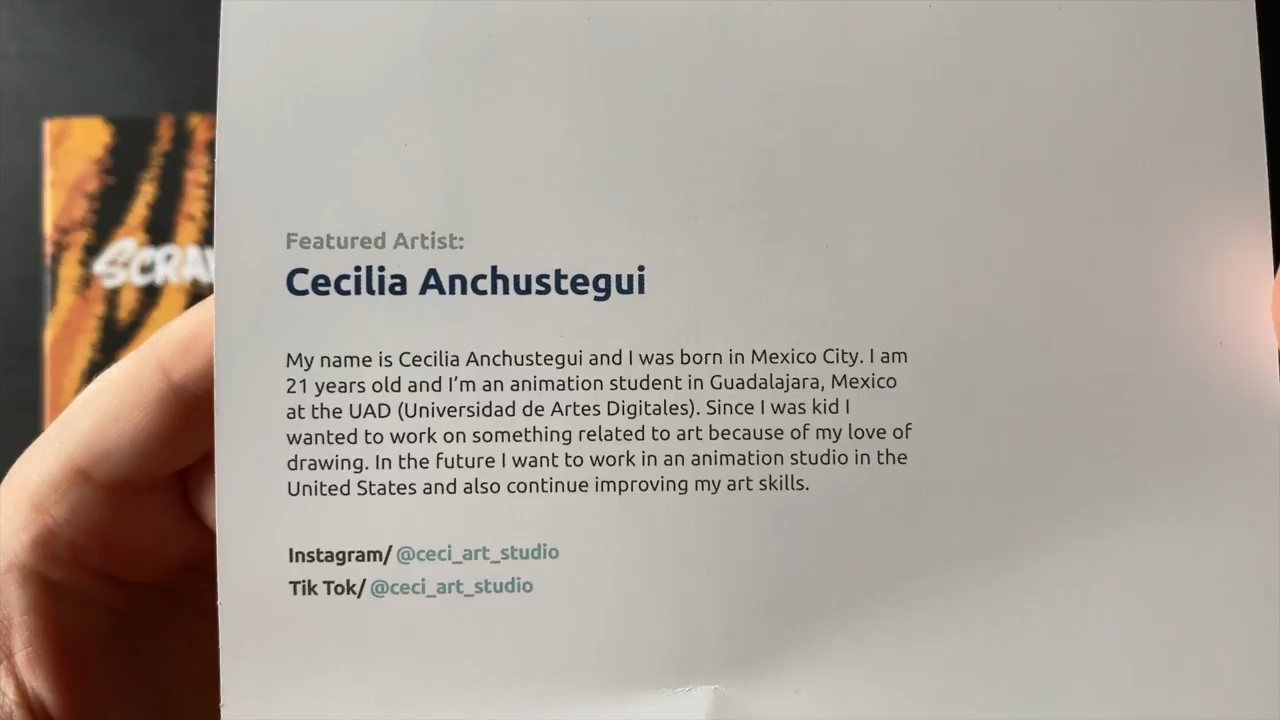 Featured Artist:
Cecilia Anchustegui
My name is Cecilia Anchustegui and I was born in Mexico City. I am
21 years old and I'm an animation student in Guadalajara, Mexico
at the UAD (Universidad de Artes Digitales). Since I was kid I
wanted to work on something related to art because of my love of
drawing. In the future I want to work in an animation studio in the
United States and also continue improving my art skills.
Instagram/ @ceci_art_studio
Tik Tok/ @ceci_art_studio